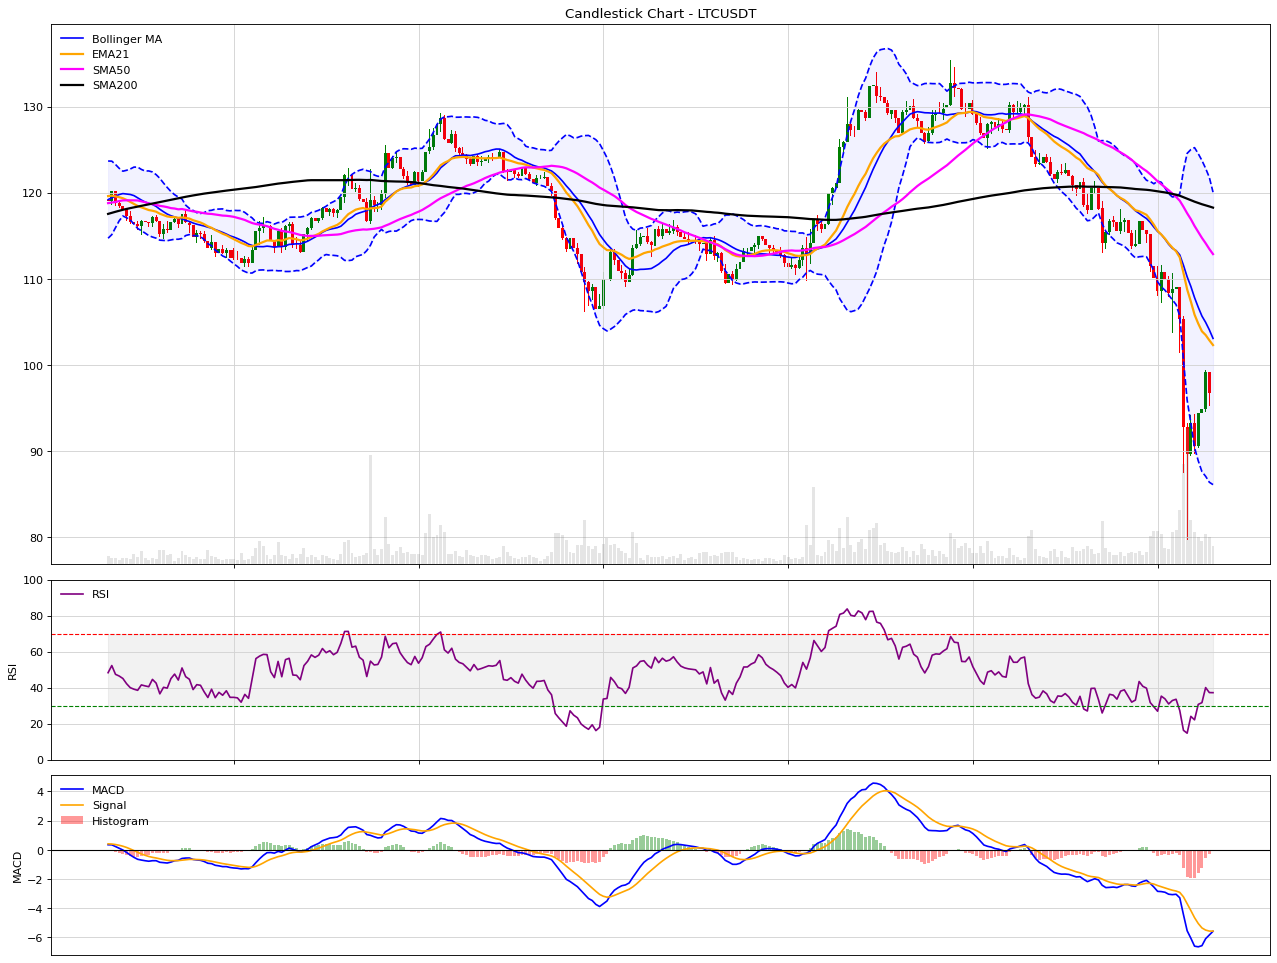 Candlestick Chart - LTCUSDT
Bollinger MA
EMA21
SMA50
SMA200
130
120
110
100
90
80
100
80
60
40
20
0
RSI
RSI
4
2
0
−2
−4
−6
MACD
MACD
Signal
Histogram